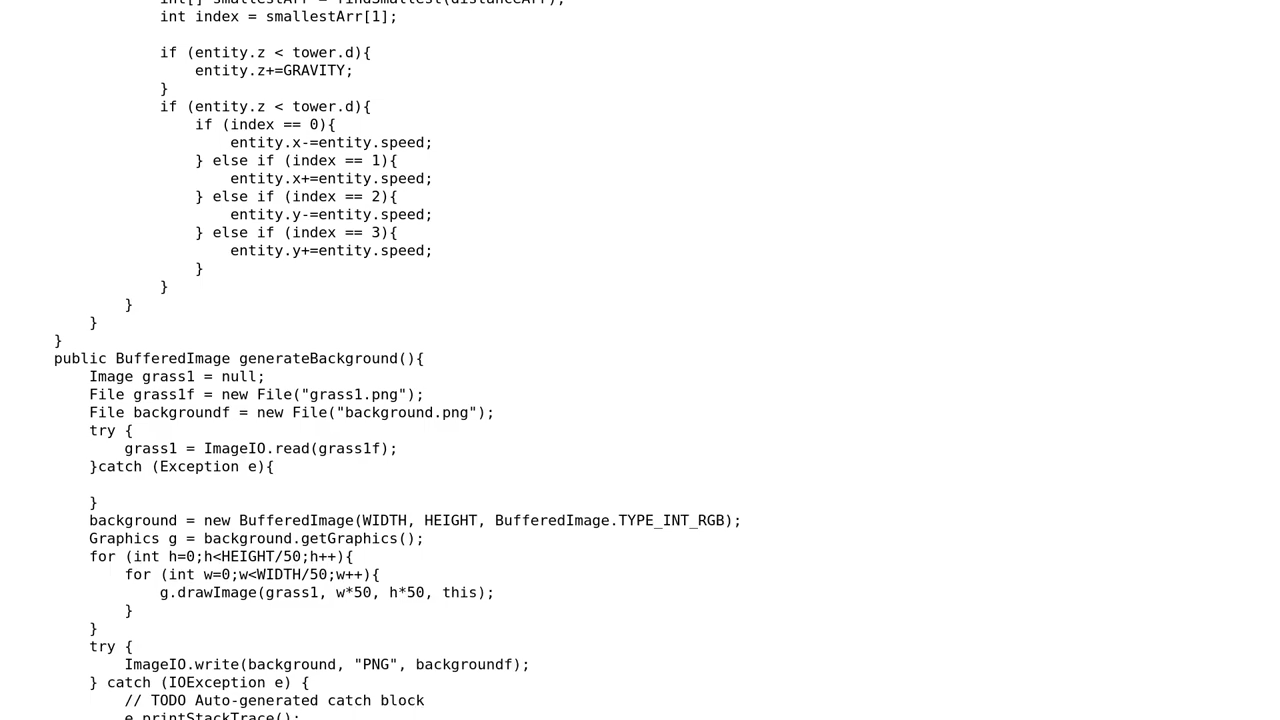 int[] smallestArr = findSmallest(distanceArr);
int index = smallestArr[1];
if (entity.z < tower.d){
entity.z+=GRAVITY;
}
if (entity.z < tower.d){
if (index == 0){
entity.x-=entity.speed;
} else if (index == 1){
entity.x+=entity.speed;
} else if (index == 2){
entity.y-=entity.speed;
} else if (index == 3){
entity.y+=entity.speed;
}
}
}
}
}
public BufferedImage generateBackground(){
Image grass1 = null;
File grass1f = new File("grass1.png");
File backgroundf = new File("background.png");
try {
grass1 = ImageIO.read(grass1f);
}catch (Exception e){
}
background = new BufferedImage(WIDTH, HEIGHT, BufferedImage.TYPE_INT_RGB);
Graphics g = background.getGraphics();
for (int h=0;h<HEIGHT/50;h++){
for (int w=0;w<WIDTH/50;w++){
g.drawImage(grass1, w*50, h*50, this);
}
}
try {
ImageIO.write(background, "PNG", backgroundf);
} catch (IOException e) {
// TODO Auto-generated catch block
e.printStackTrace();